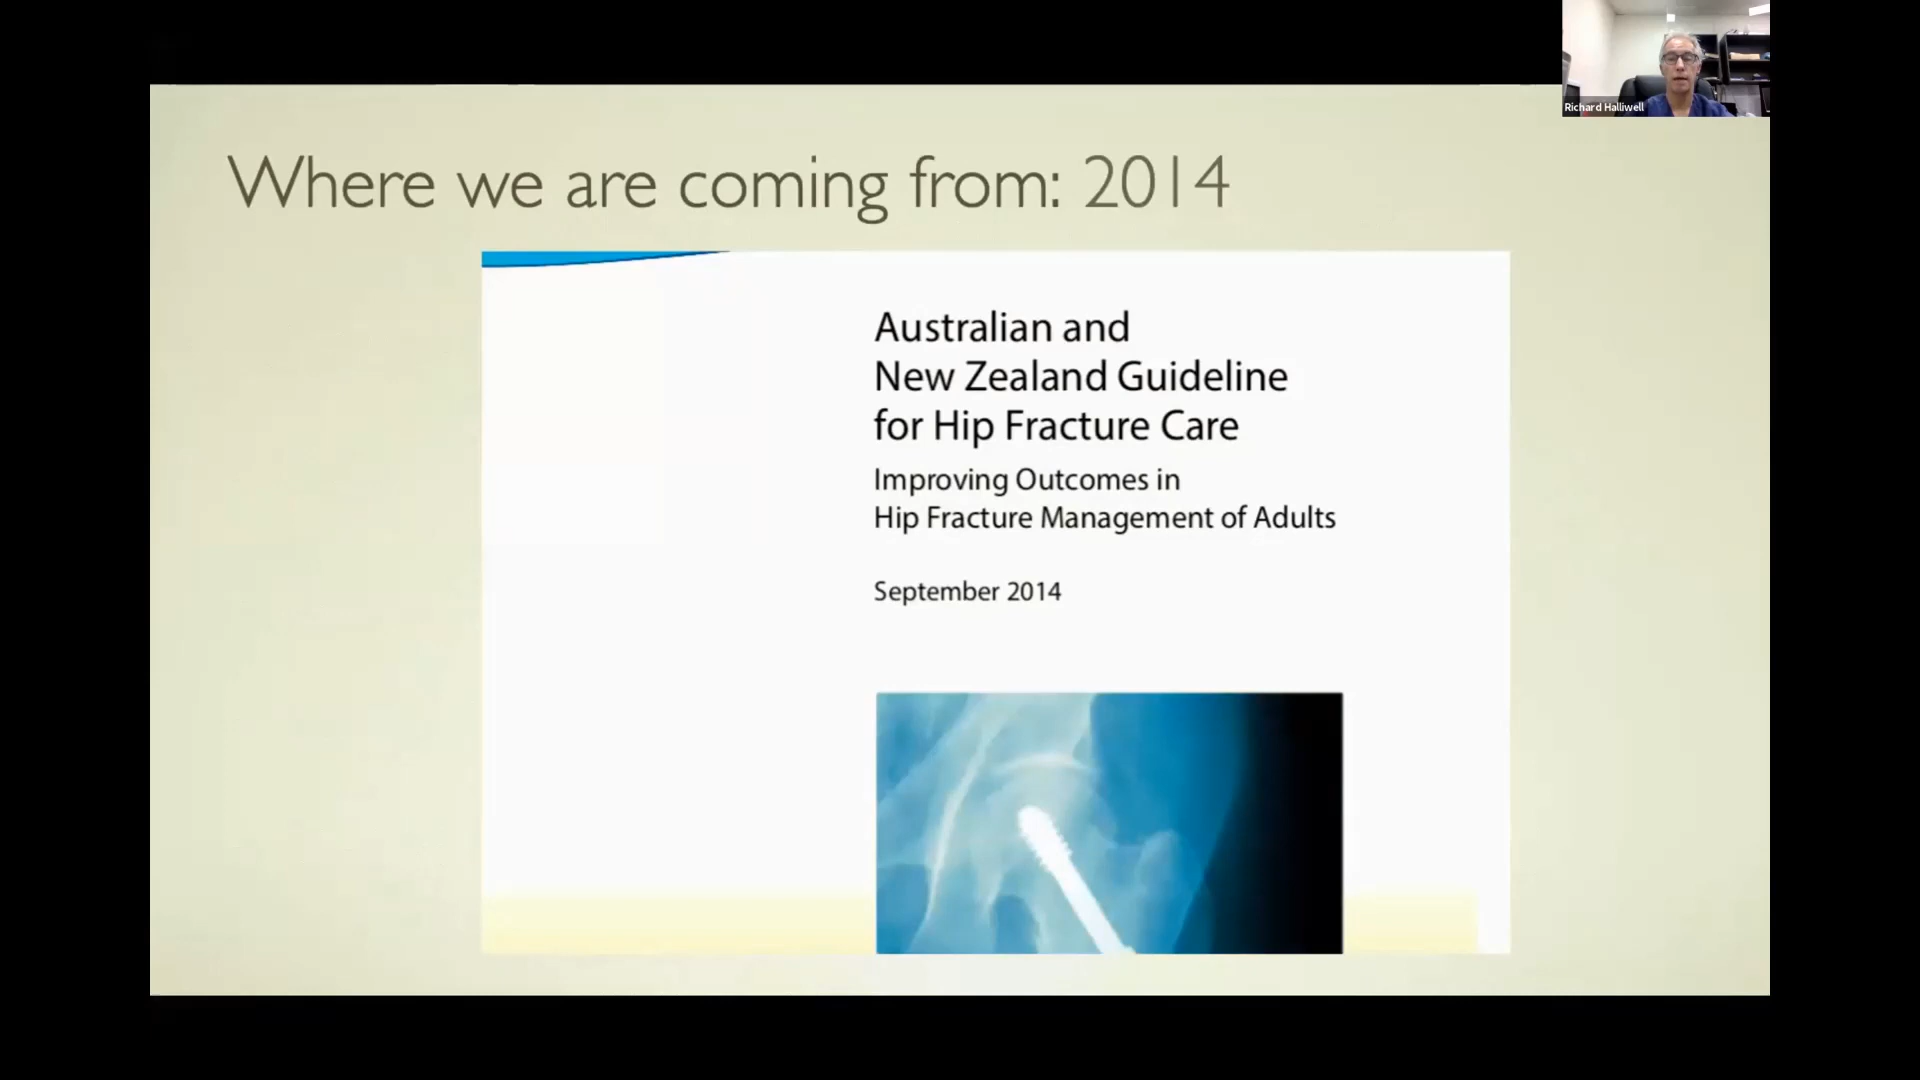 Richard Halliwell
Where we are coming from: 2014
Australian and
New Zealand Guideline
for Hip Fracture Care
Improving Outcomes in
Hip Fracture Management of Adults
September 2014